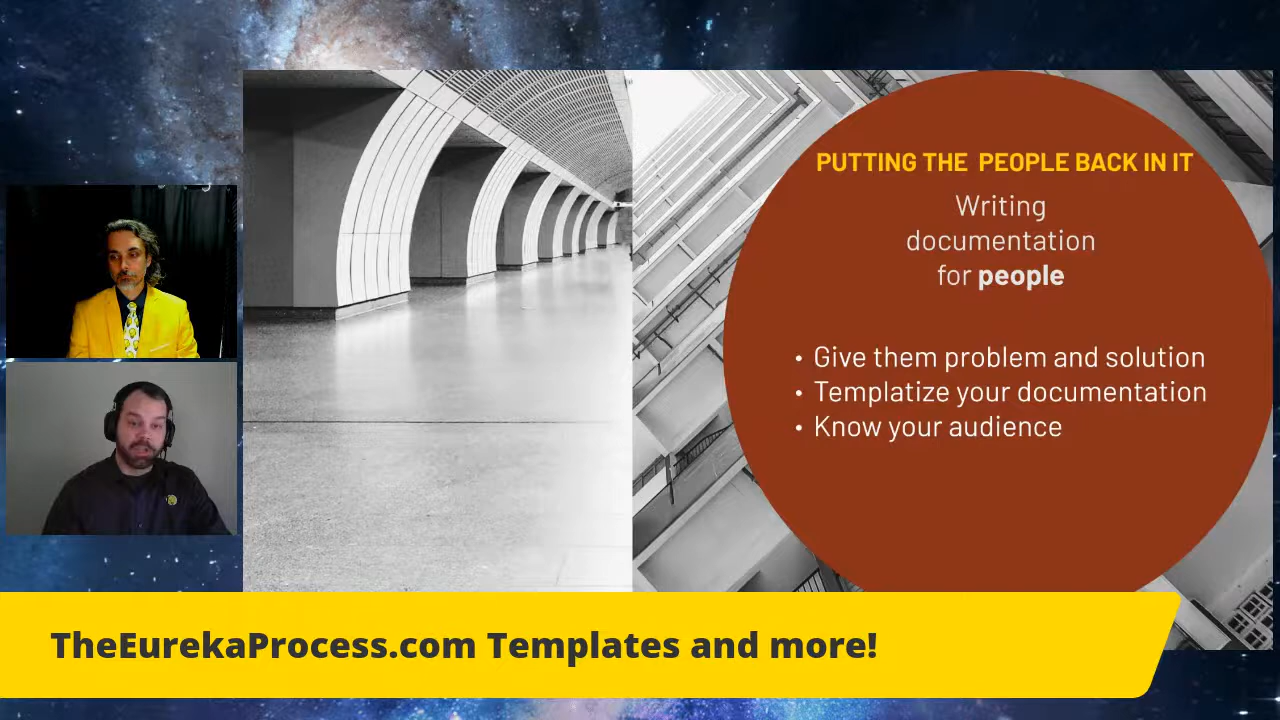 PUTTING THE PEOPLE BACK IN IT
Writing
documentation
for people
• Give them problem and solution
• Templatize your documentation
• Know your audience
TheEurekaProcess.com Templates and more!